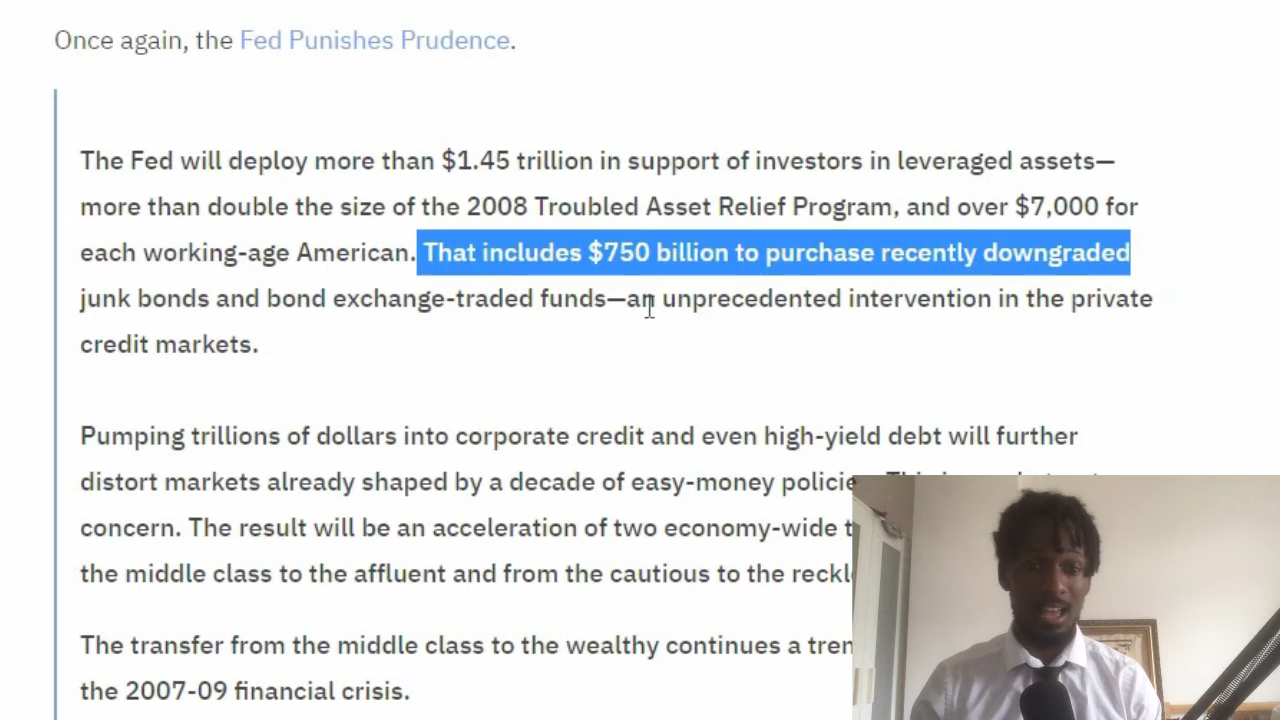 Once again, the Fed Punishes Prudence.
The Fed will deploy more than $1.45 trillion in support of investors in leveraged assets—
more than double the size of the 2008 Troubled Asset Relief Program, and over $7,000 for
each working-age American. That includes $750 billion to purchase recently downgraded
junk bonds and bond exchange-traded funds—an unprecedented intervention in the private
credit markets.
Pumping trillions of dollars into corporate credit and even high-yield debt will further
distort markets already shaped by a decade of easy-money
concern. The result will be an acceleration of two economy-wide
the middle class to the affluent and from the cautious to the
The transfer from the middle class to the wealthy continues a
the 2007-09 financial crisis.